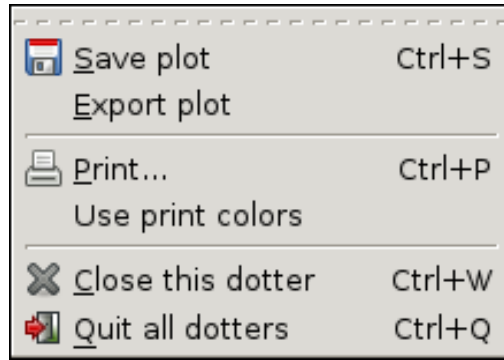 Save plot Ctrl+S
Export plot
Print... Ctrl+P
Use print colors
Close this dotter Ctrl+W
Quit all dotters Ctrl+Q